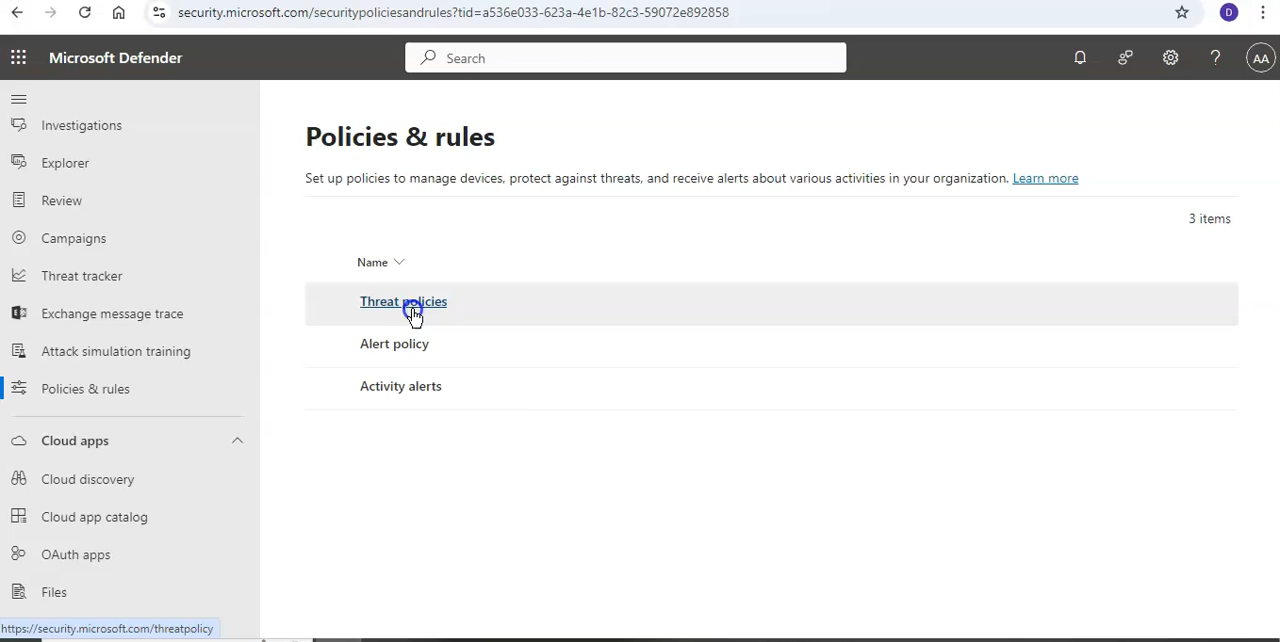 security.microsoft.com/securitypoliciesandrules?tid=a536e033-623a-4e1b-82c3-59072e892858
D
Microsoft Defender
Search
?
AA
Investigations
Explorer
Review
Campaigns
Threat tracker
Exchange message trace
Attack simulation training
Policies & rules
Cloud apps
Cloud discovery
Cloud app catalog
OAuth apps
Files
Policies & rules
Set up policies to manage devices, protect against threats, and receive alerts about various activities in your organization. Learn more
3 items
Name
Threat policies
Alert policy
Activity alerts
https://security.microsoft.com/threatpolicy